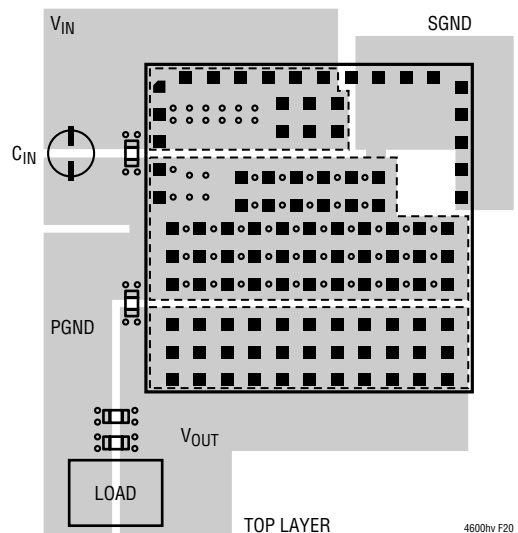 VIN
SGND
CIN
PGND
VOUT
LOAD
TOP LAYER
4600hv F20